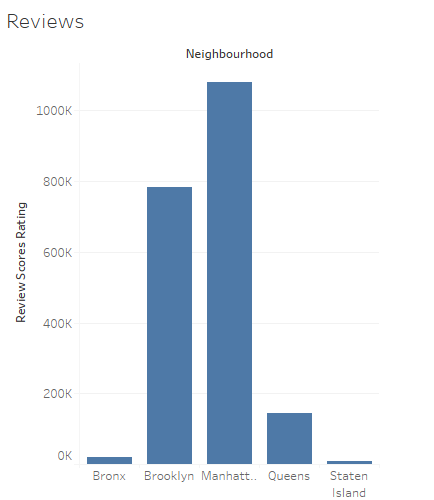 Reviews
Neighbourhood
Review Scores Rating
1000K
800K
600K
400K
200K
0K
Bronx Brooklyn Manhatt.. Queens Staten
Island